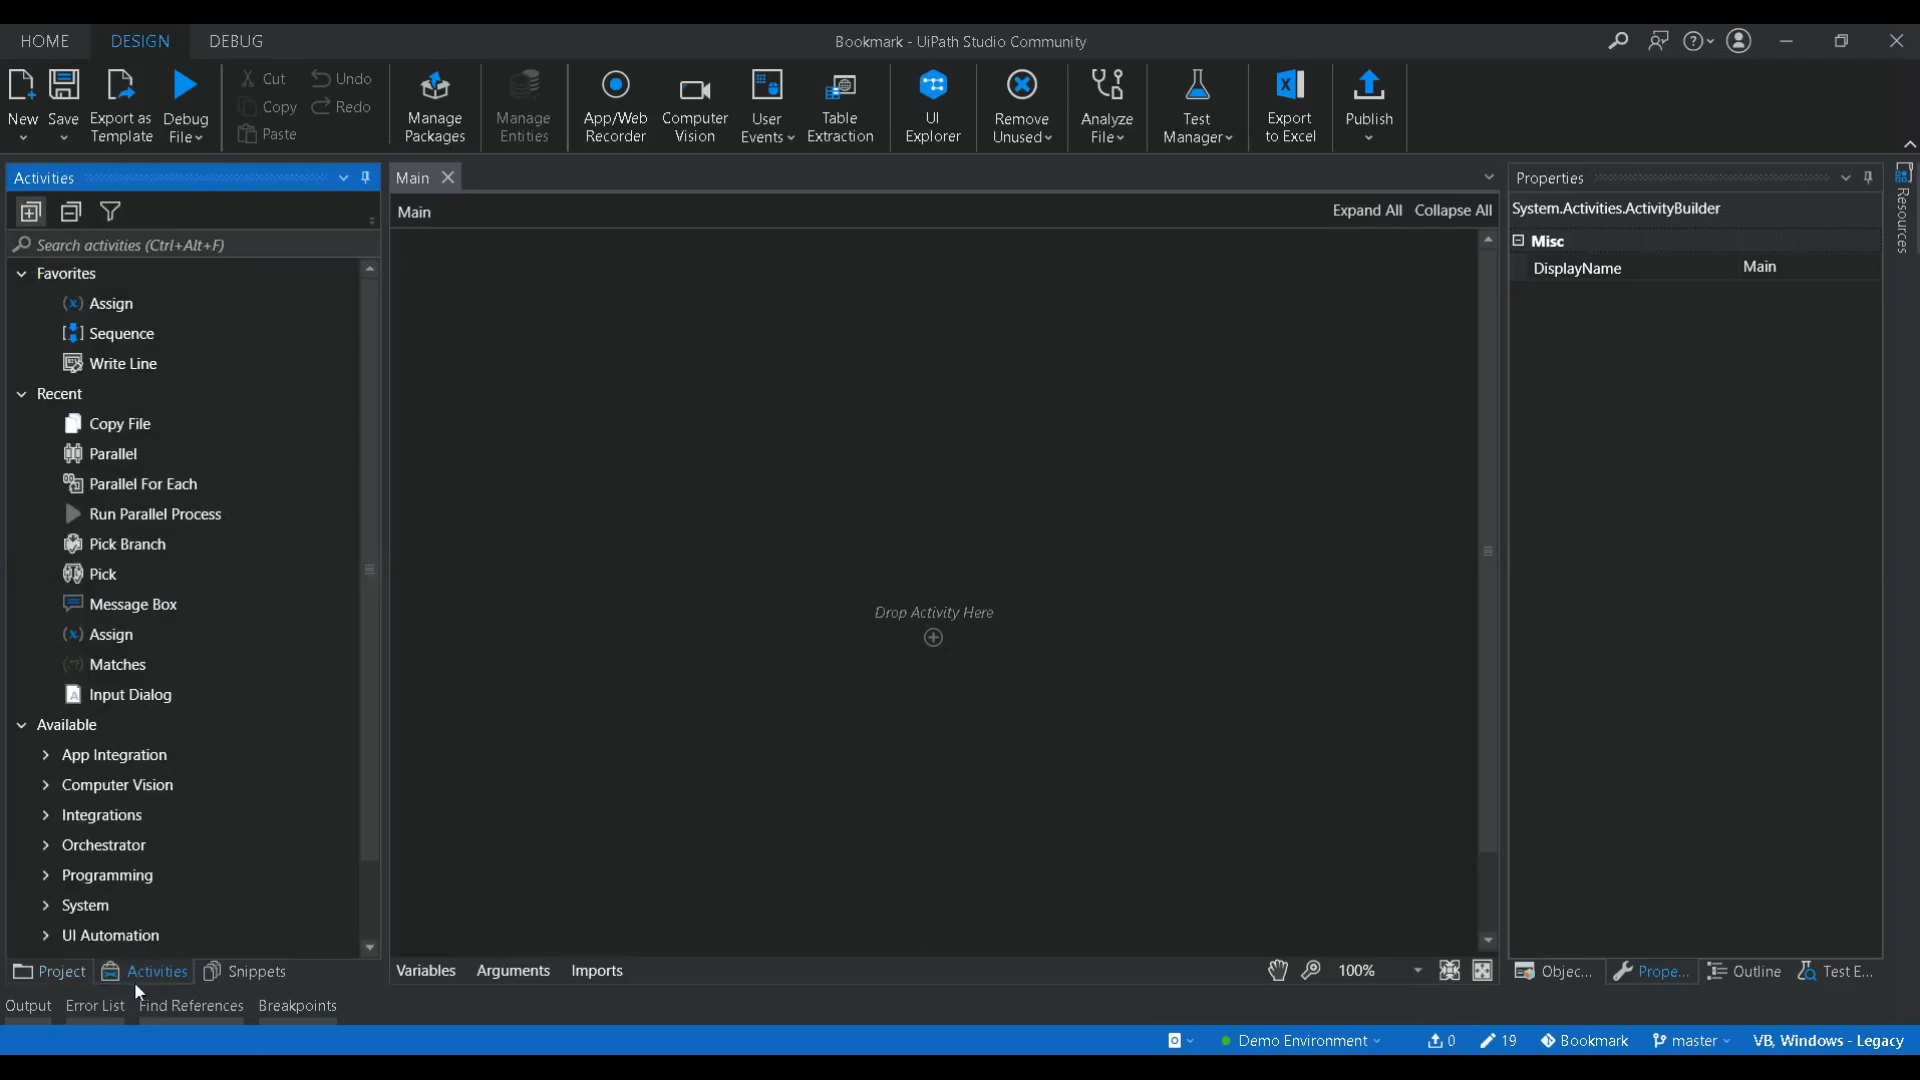 HOME DESIGN DEBUG
Bookmark - UiPath Studio Community
New
Save
Export as
Template
Debug
File
Cut
Copy
Paste
Undo
Redo
Manage
Packages
Manage
Entities
App/Web
Recorder
Computer
Vision
User
Events
Table
Extraction
UI
Explorer
Remove
Unused
Analyze
File
Test
Manager
Export
to Excel
Publish
Activities
Search activities (Ctrl+Alt+F)
Favorites
Assign
Sequence
Write Line
Recent
Copy File
Parallel
Parallel For Each
Run Parallel Process
Pick Branch
Pick
Message Box
Assign
Matches
Input Dialog
Available
App Integration
Computer Vision
Integrations
Orchestrator
Programming
System
UI Automation
Project Activities Snippets
Main
Main
Expand All Collapse All
Drop Activity Here
Variables Arguments Imports
100%
Properties
System.Activities.ActivityBuilder
Misc
DisplayName Main
Objec... Prope... Outline Test E...
Resources
Output Error List Find References Breakpoints
Demo Environment 0 19 Bookmark master VB, Windows - Legacy